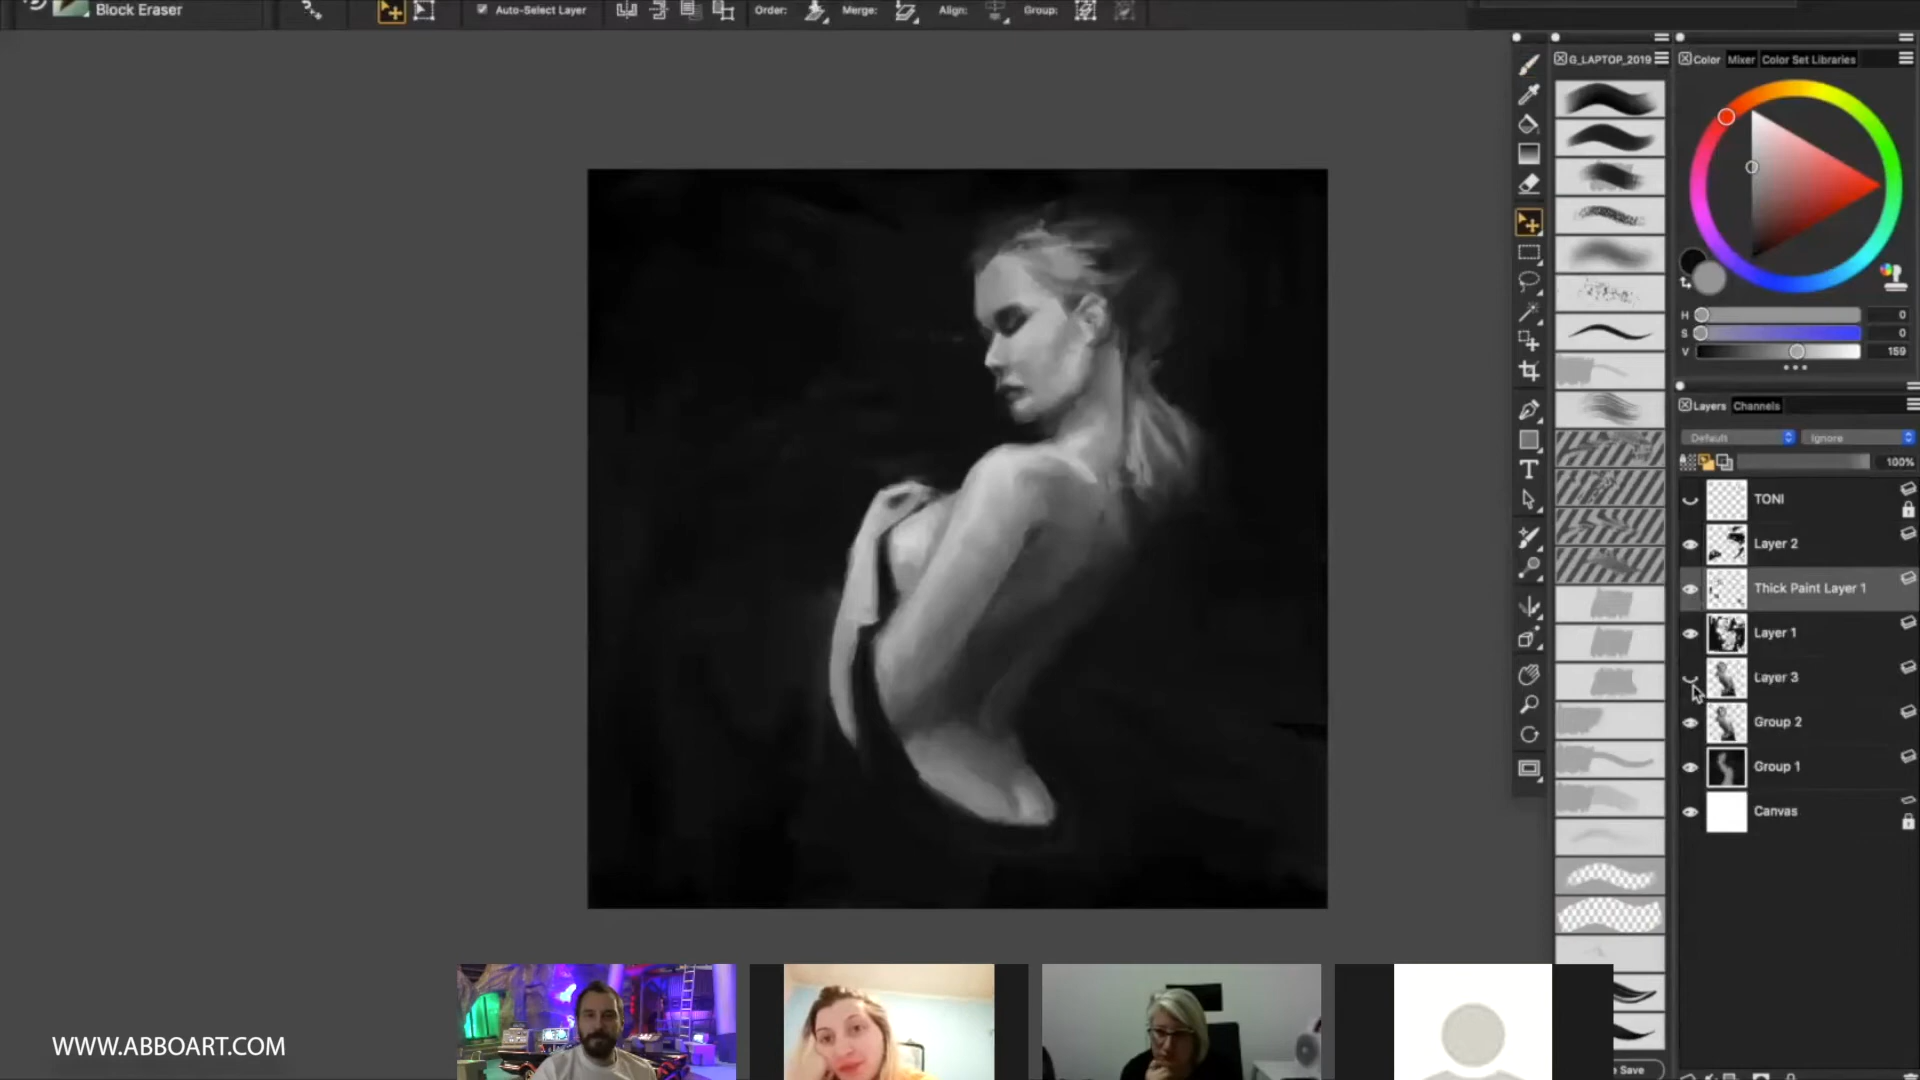 Block Eraser
Auto-Select Layer
Order:
Merge:
Align:
Group:
G_LAPTOP_2019
Color
Mixer
Color Set Libraries
H
0
S
0
V
159
Layers
Channels
Default
Ignore
100%
TONI
Layer 2
Thick Paint Layer 1
Layer 1
Layer 3
Group 2
Group 1
Canvas
T
Save
WWW.ABBOART.COM